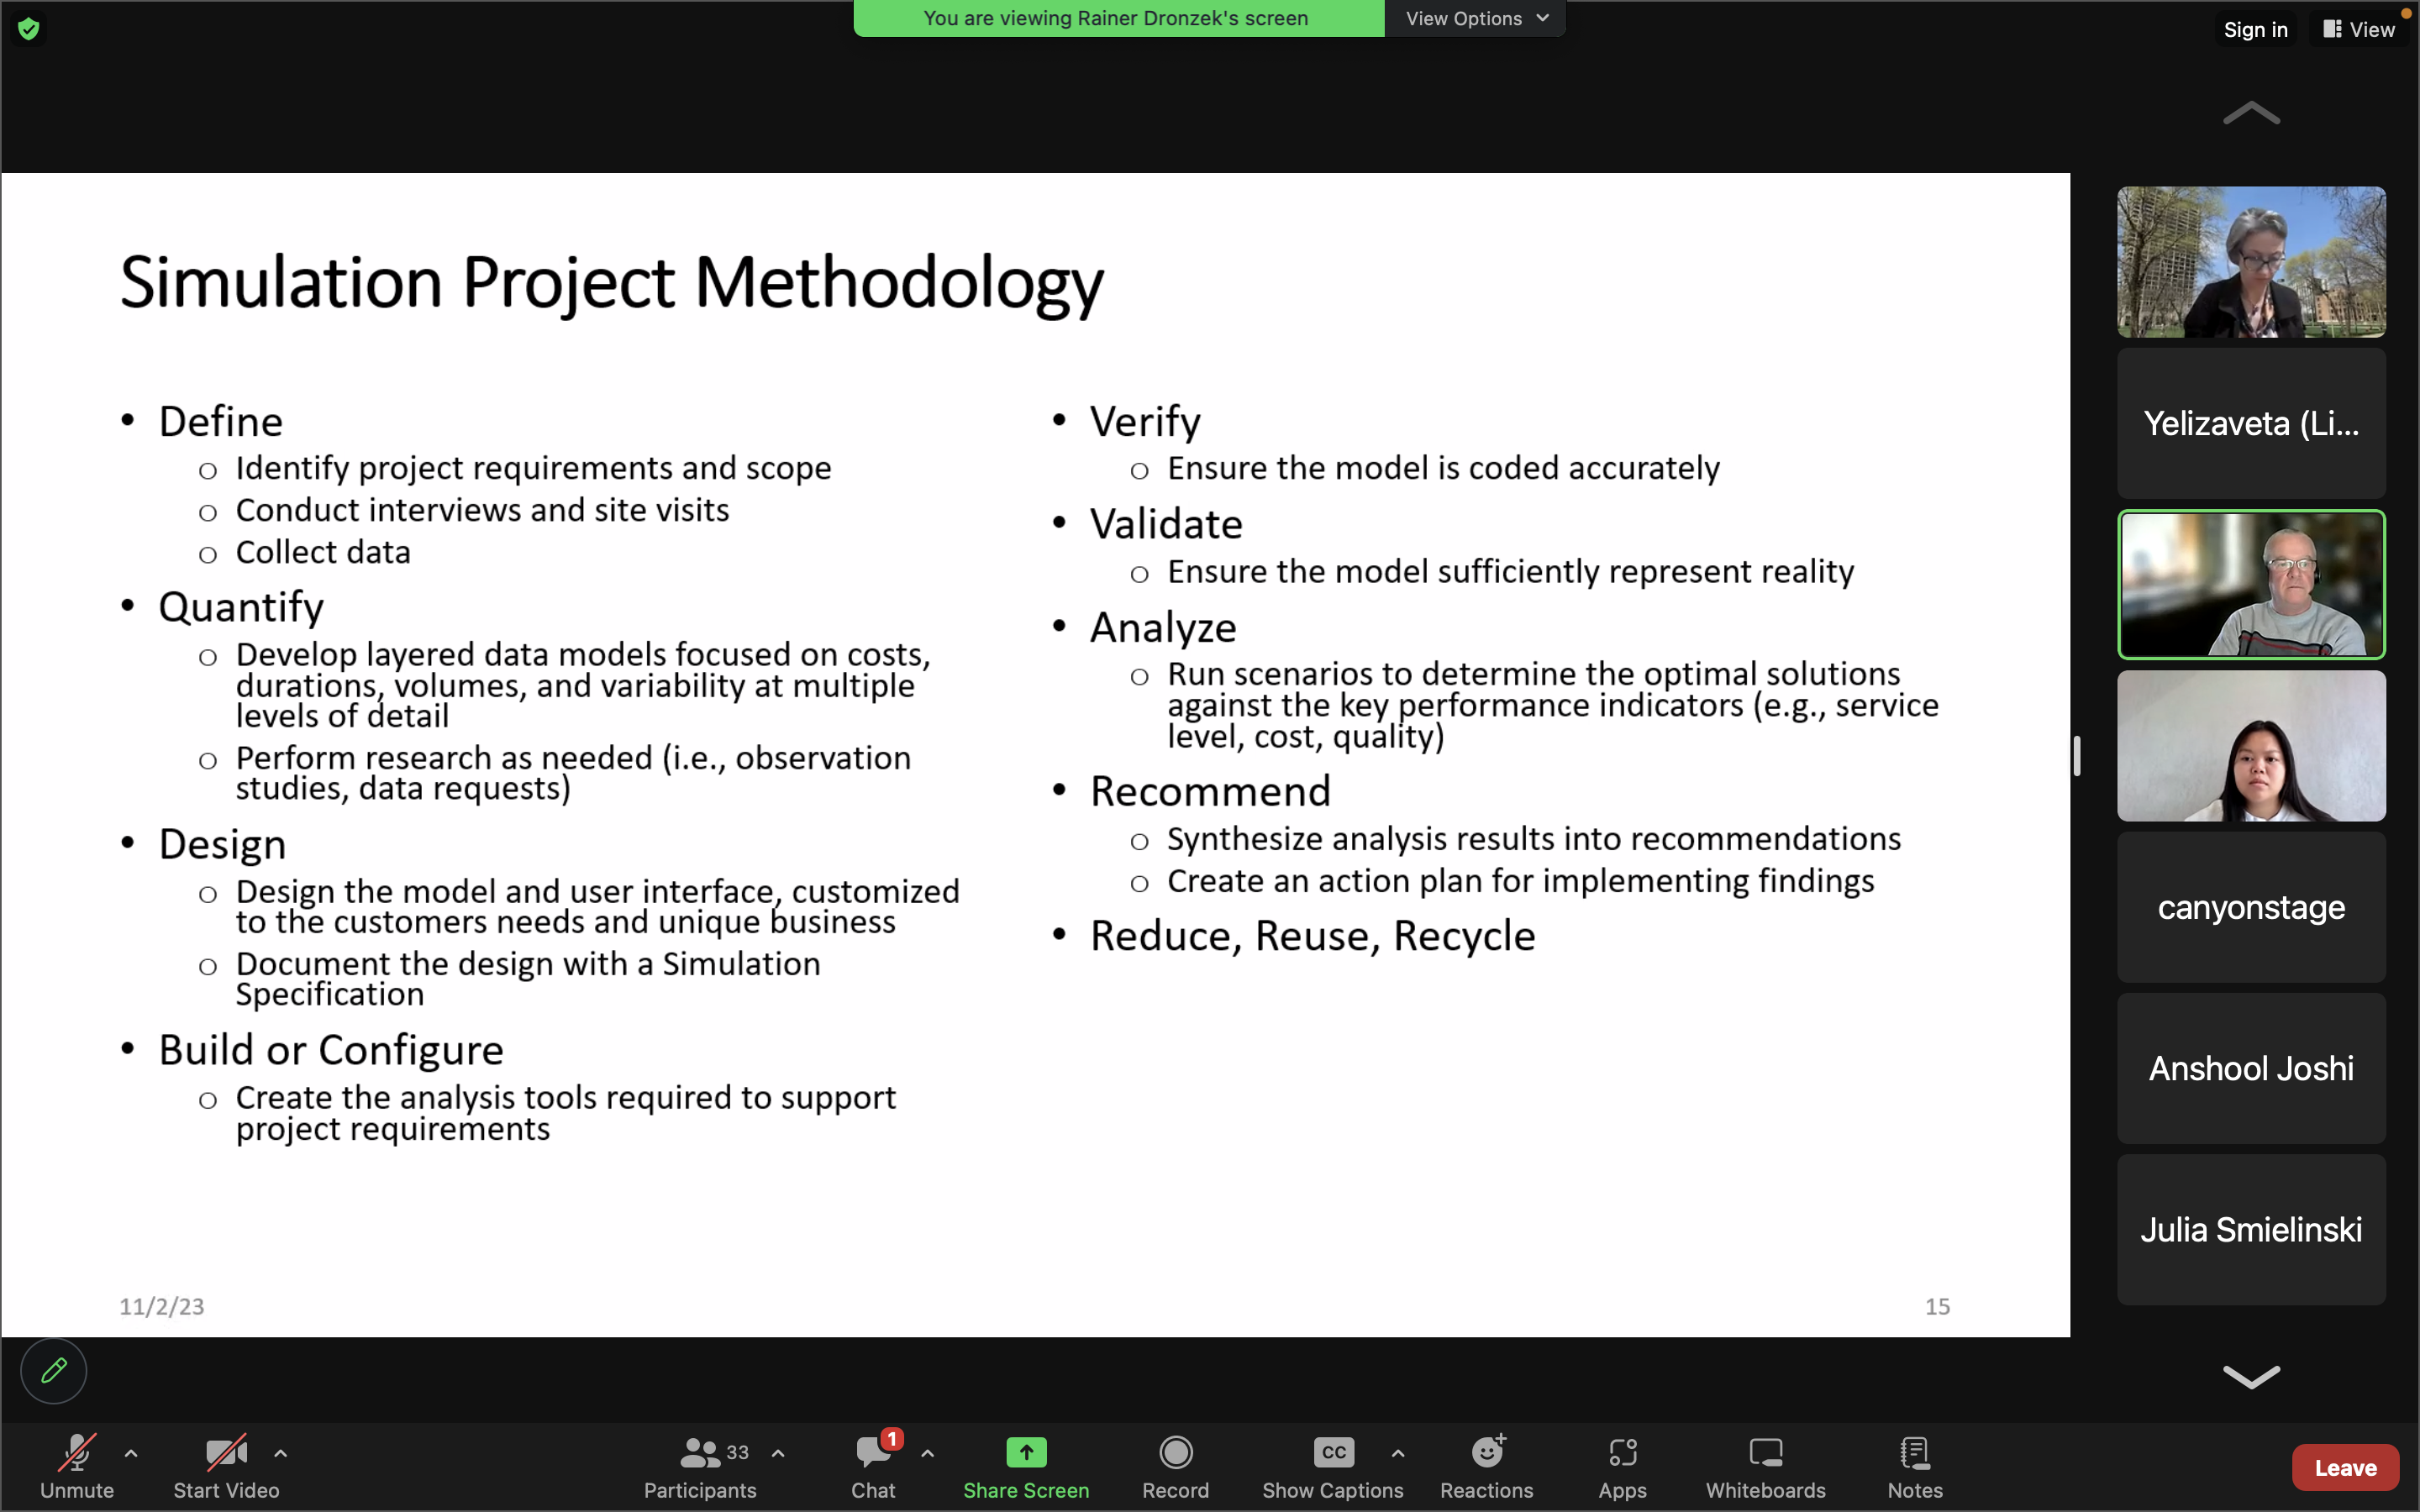 You are viewing Rainer Dronzek's screen
View Options
Sign in
View
Simulation Project Methodology
• Define
o Identify project requirements and scope
o Conduct interviews and site visits
o Collect data
• Quantify
o Develop layered data models focused on costs,
durations, volumes, and variability at multiple
levels of detail
o Perform research as needed (i.e., observation
studies, data requests)
• Design
o Design the model and user interface, customized
to the customers needs and unique business
o Document the design with a Simulation
Specification
• Build or Configure
o Create the analysis tools required to support
project requirements
• Verify
o Ensure the model is coded accurately
• Validate
o Ensure the model sufficiently represent reality
• Analyze
o Run scenarios to determine the optimal solutions
against the key performance indicators (e.g., service
level, cost, quality)
• Recommend
o Synthesize analysis results into recommendations
o Create an action plan for implementing findings
• Reduce, Reuse, Recycle
11/2/23
15
Yelizaveta (Li...
canyonstage
Anshool Joshi
Julia Smielinski
Unmute
Start Video
33
Participants
1
Chat
Share Screen
Record
CC
Show Captions
Reactions
Apps
Whiteboards
Notes
Leave